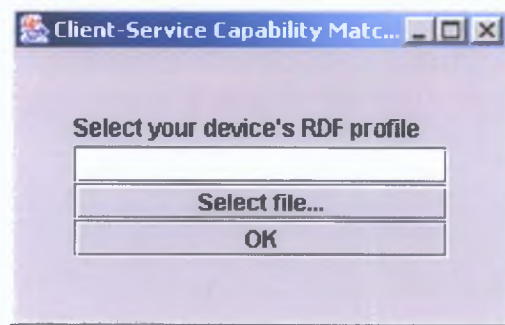 Client-Service Capability Matc...
Select your device's RDF profile
Select file...
OK